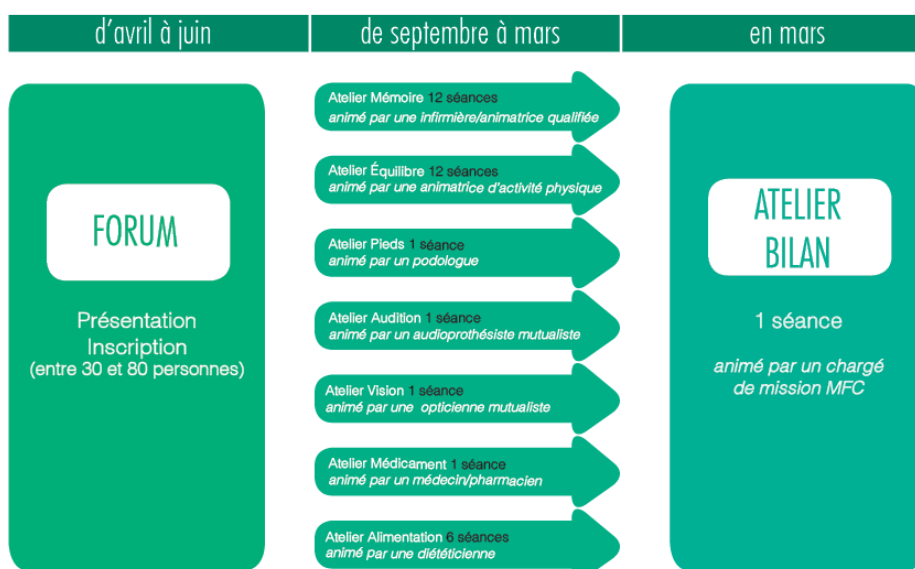 d'avril à juin
de septembre à mars
en mars
FORUM
Présentation
Inscription
(entre 30 et 80 personnes)
Atelier Mémoire 12 séances
animé par une infirmière/animatrice qualifiée
Atelier Équilibre 12 séances
animé par une animatrice d'activité physique
Atelier Pieds 1 séance
animé par un podologue
Atelier Audition 1 séance
animé par un audioprothésiste mutualiste
Atelier Vision 1 séance
animé par une opticienne mutualiste
Atelier Médicament 1 séance
animé par un médecin/pharmacien
Atelier Alimentation 6 séances
animé par une diététicienne
ATELIER
BILAN
1 séance
animé par un chargé
de mission MFC